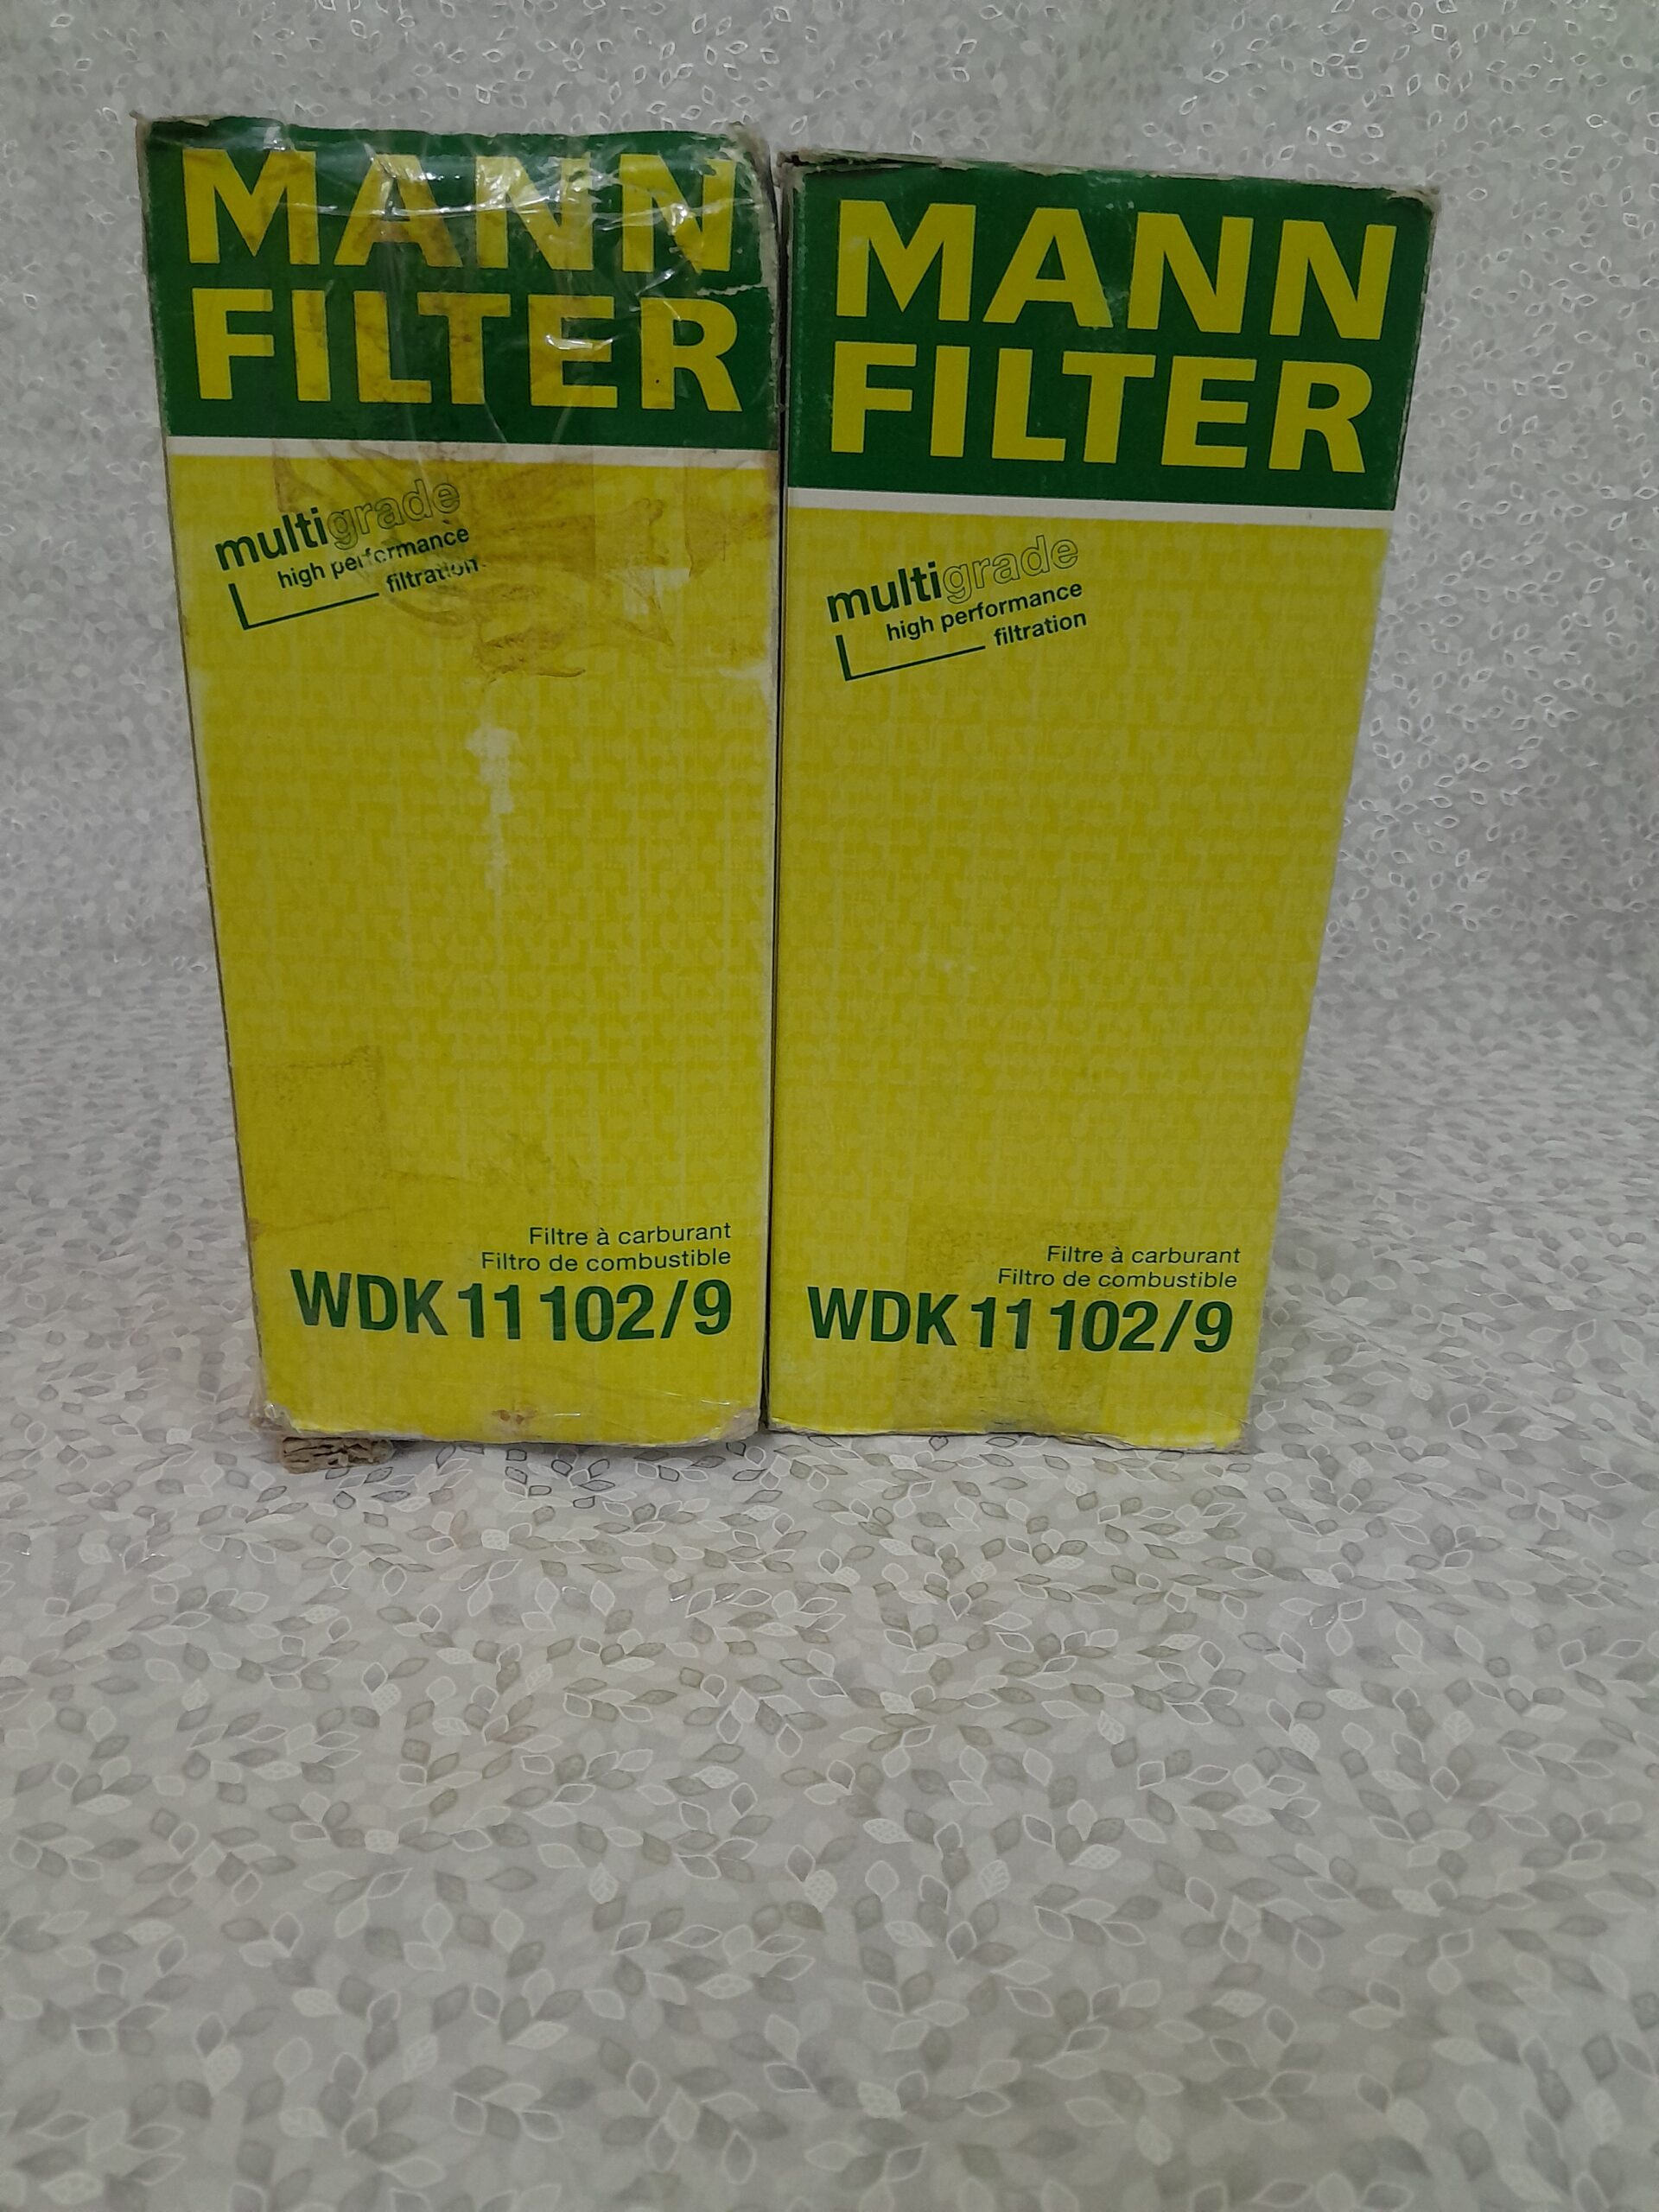 MANN
FILTER
multigrade
high performance
filtration
Filtre à carburant
Filtro de combustible
WDK 11 102/9
MANN
FILTER
multigrade
high performance
filtration
Filtre à carburant
Filtro de combustible
WDK 11 102/9